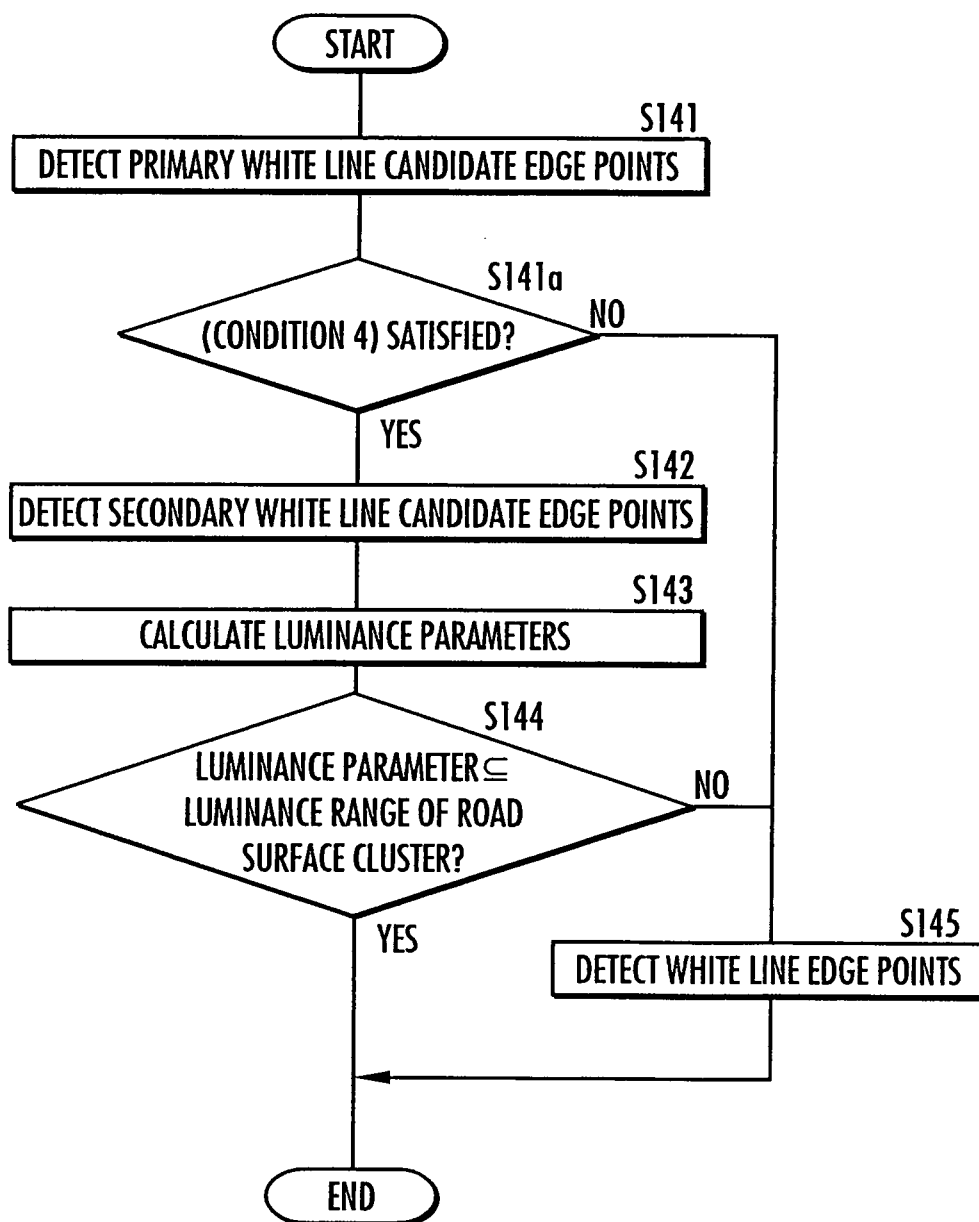 START
S141
DETECT PRIMARY WHITE LINE CANDIDATE EDGE POINTS
S141a
(CONDITION 4) SATISFIED?
NO
YES
S142
DETECT SECONDARY WHITE LINE CANDIDATE EDGE POINTS
S143
CALCULATE LUMINANCE PARAMETERS
S144
LUMINANCE PARAMETER ⊆
LUMINANCE RANGE OF ROAD
SURFACE CLUSTER?
NO
YES
S145
DETECT WHITE LINE EDGE POINTS
END